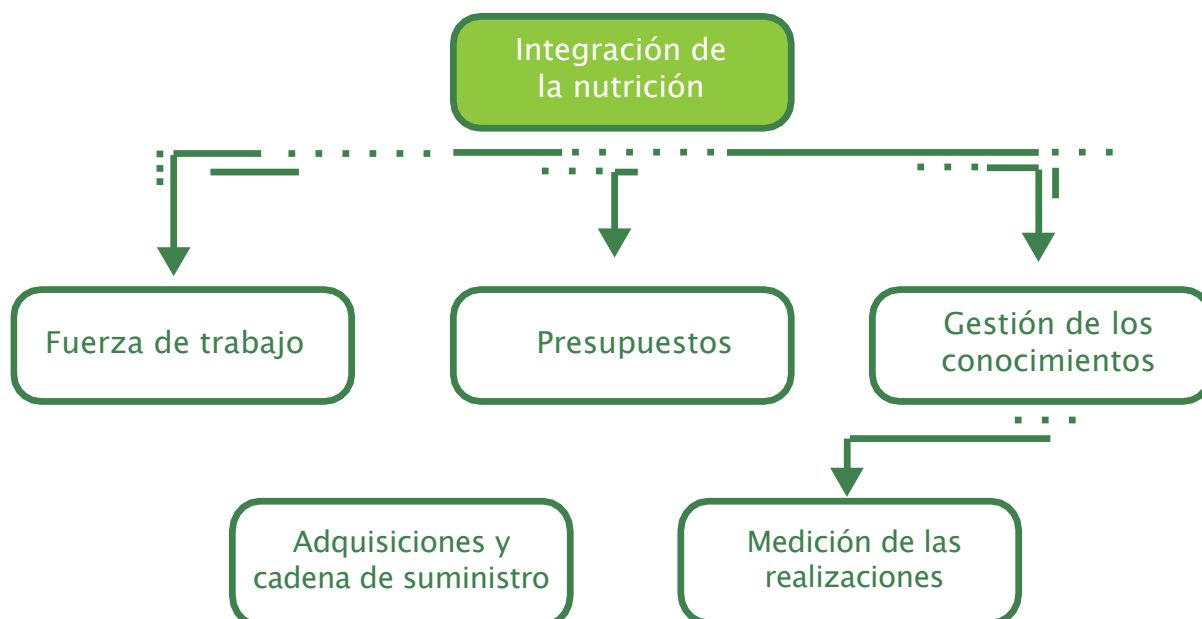 Integración de
la nutrición
Fuerza de trabajo
Presupuestos
Gestión de los
conocimientos
Adquisiciones y
cadena de suministro
Medición de las
realizaciones